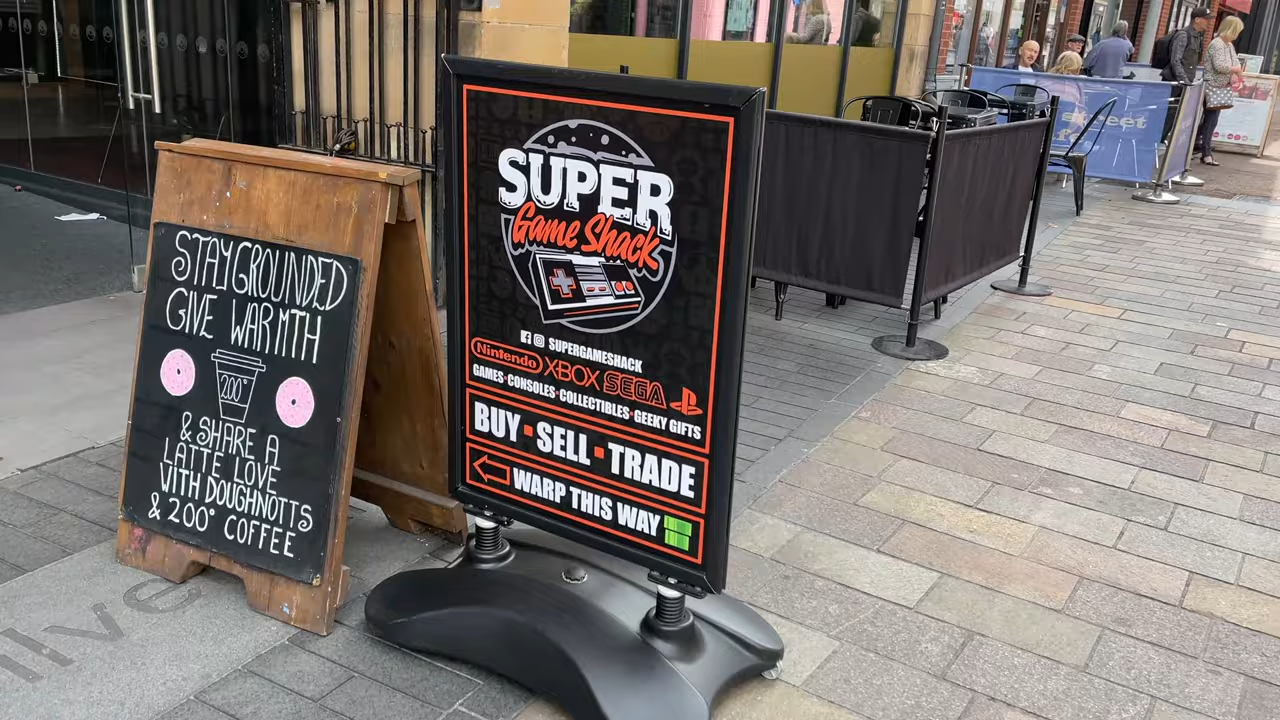 STAY GROUNDED
GIVE WARMTH
200°
& SHARE A
LATTE LOVE
WITH DOUGHNOTTS
& 200° COFFEE
SUPER
Game Shack
SUPERGAMESHACK
Nintendo XBOX SEGA
GAMES·CONSOLES·COLLECTIBLES·GEEKY GIFTS
BUY·SELL·TRADE
WARP THIS WAY
street